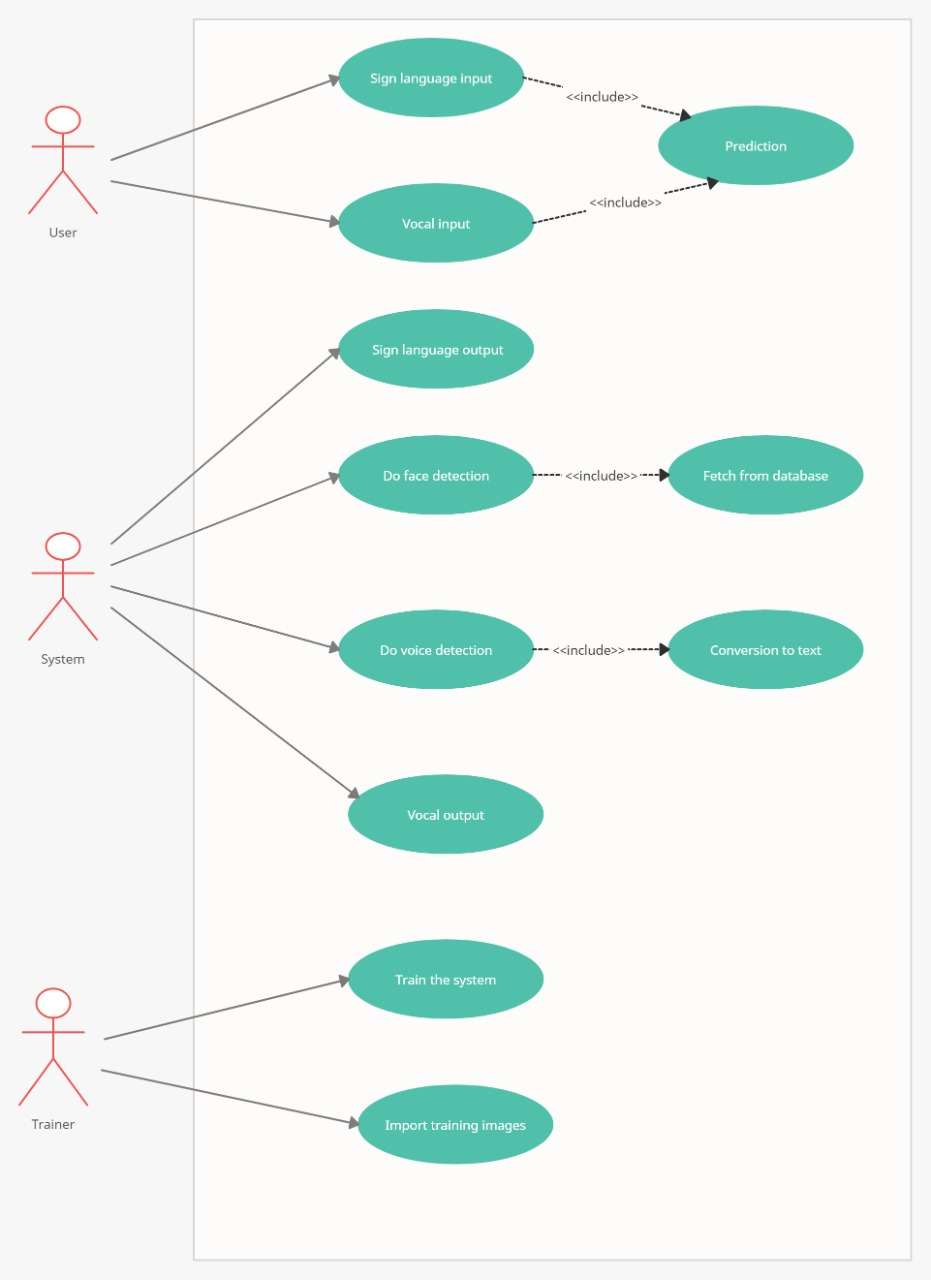 Sign language input
<<include>>
Prediction
User
Vocal input
<<include>>
Sign language output
Do face detection
<<include>>
Fetch from database
System
Do voice detection
<<include>>
Conversion to text
Vocal output
Train the system
Trainer
Import training images